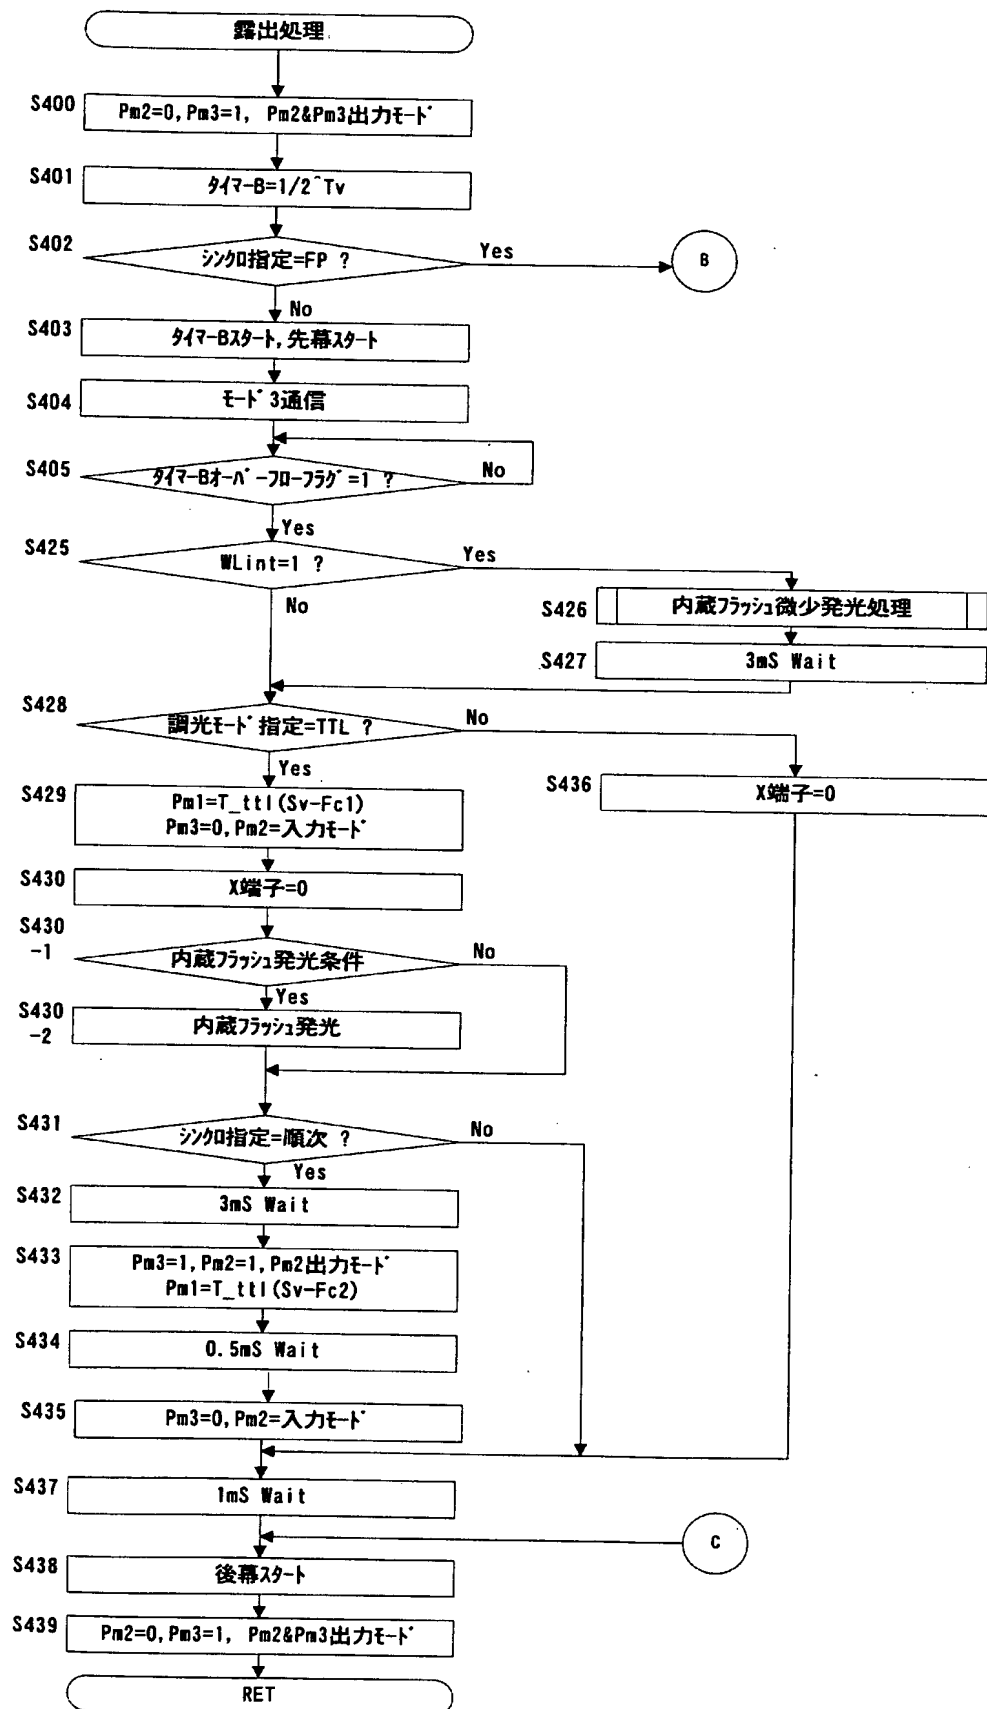 露出処理
S400
Pm2=0,Pm3=1, Pm2&Pm3出力ﾓｰﾄﾞ
S401
ﾀｲﾏｰB=1/2^Tv
S402
ｼﾝｸﾛ指定=FP ?
Yes
B
No
S403
ﾀｲﾏｰBｽﾀｰﾄ,先幕ｽﾀｰﾄ
S404
ﾓｰﾄﾞ3通信
S405
ﾀｲﾏｰBｵｰﾊﾞｰﾌﾛｰﾌﾗｸﾞ=1 ?
No
Yes
S425
WLint=1 ?
Yes
No
S426
内蔵ﾌﾗｯｼｭ微少発光処理
S427
3mS Wait
S428
調光ﾓｰﾄﾞ指定=TTL ?
No
Yes
S429
Pm1=T_ttl(Sv-Fc1)
Pm3=0,Pm2=入力ﾓｰﾄﾞ
S436
X端子=0
S430
X端子=0
S430
-1
内蔵ﾌﾗｯｼｭ発光条件
No
Yes
S430
-2
内蔵ﾌﾗｯｼｭ発光
S431
ｼﾝｸﾛ指定=順次 ?
No
Yes
S432
3mS Wait
S433
Pm3=1,Pm2=1,Pm2出力ﾓｰﾄﾞ
Pm1=T_ttl(Sv-Fc2)
S434
0.5mS Wait
S435
Pm3=0,Pm2=入力ﾓｰﾄﾞ
S437
1mS Wait
C
S438
後幕ｽﾀｰﾄ
S439
Pm2=0,Pm3=1, Pm2&Pm3出力ﾓｰﾄﾞ
RET